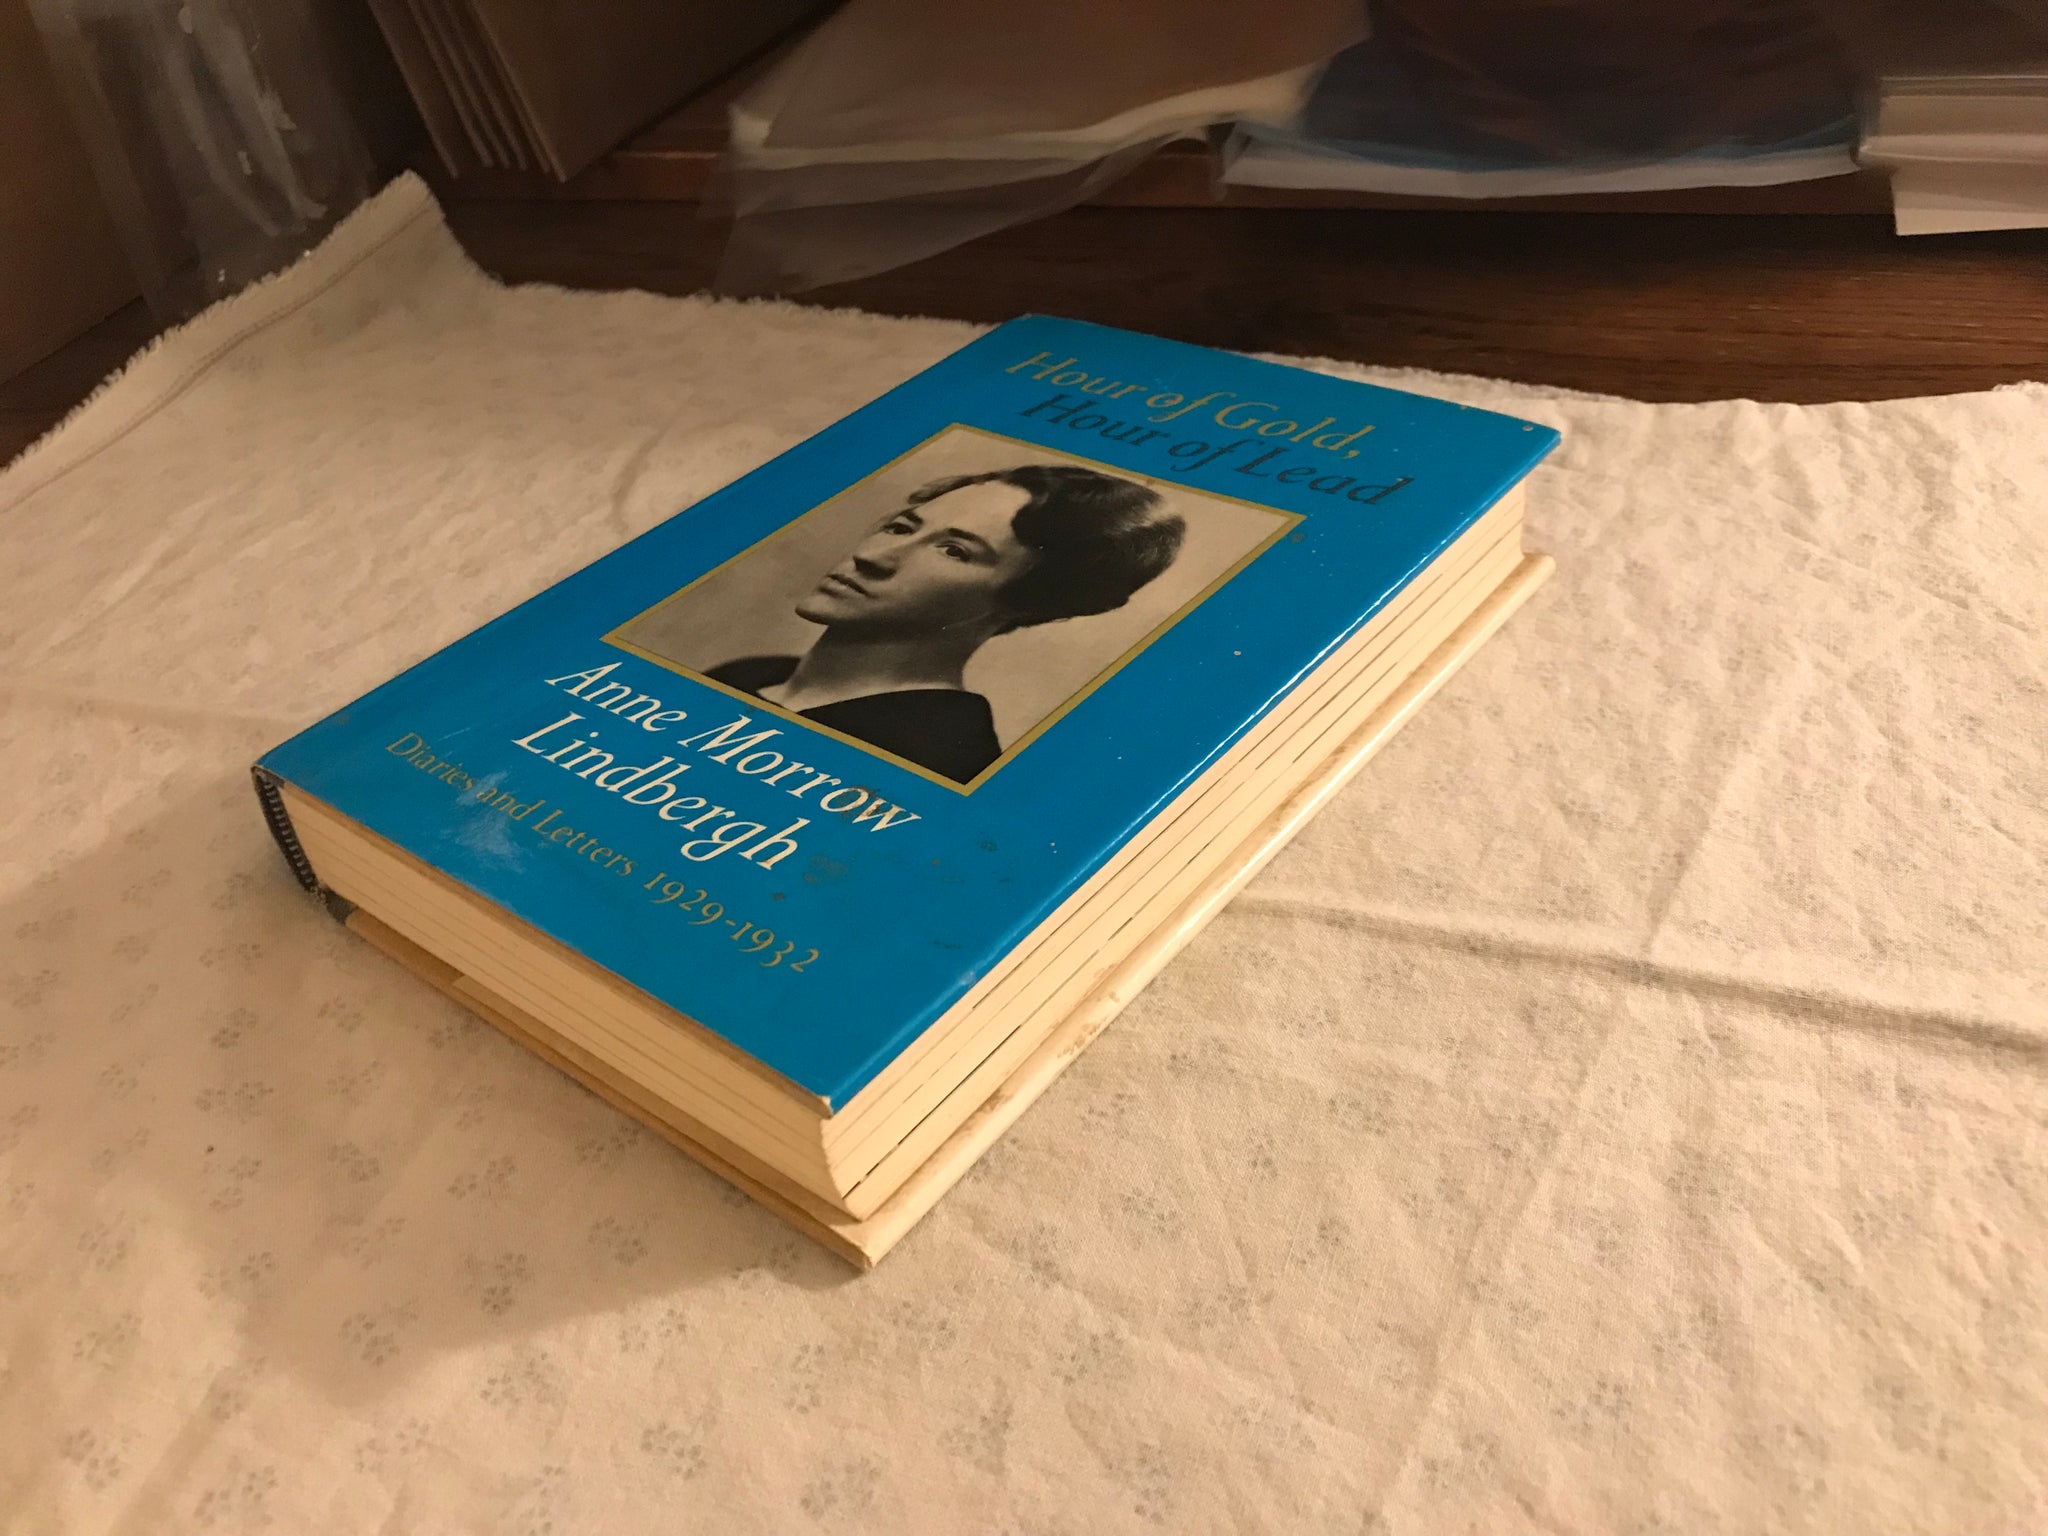 Hour of Gold,
Hour of Lead
Anne Morrow
Lindbergh
Diaries and Letters 1929-1932